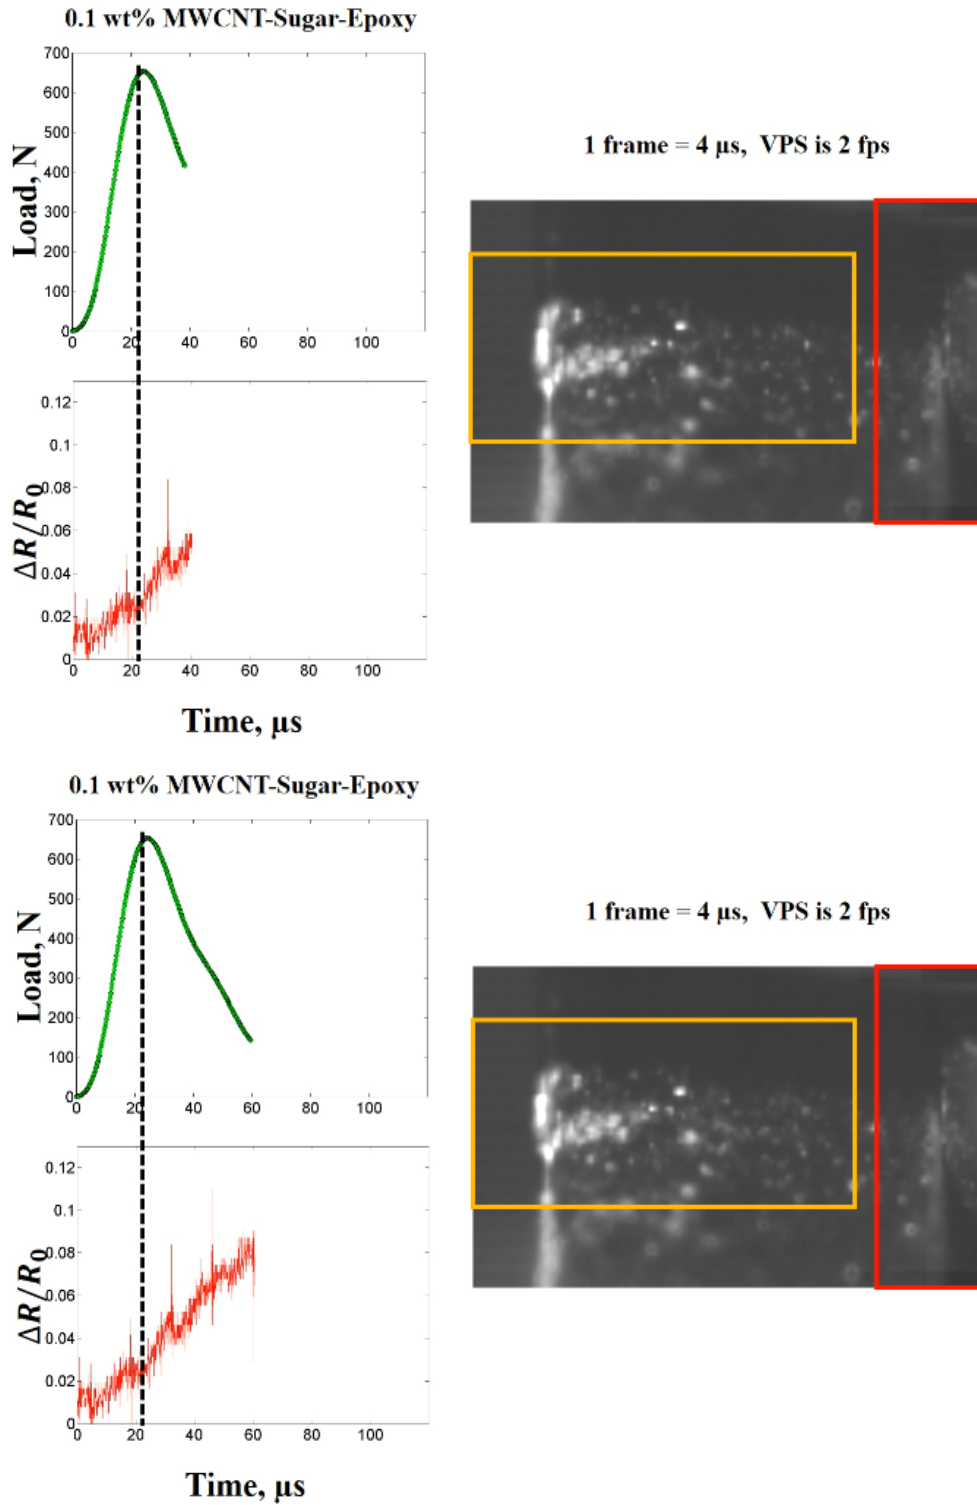 0.1 wt% MWCNT-Sugar-Epoxy
700
600
500
400
300
200
100
0
Load, N
0 20 40 60 80 100
1 frame = 4 µs, VPS is 2 fps
0.12
0.1
0.08
0.06
0.04
0.02
0
ΔR/R0
0 20 40 60 80 100
Time, µs
0.1 wt% MWCNT-Sugar-Epoxy
700
600
500
400
300
200
100
0
Load, N
0 20 40 60 80 100
1 frame = 4 µs, VPS is 2 fps
0.12
0.1
0.08
0.06
0.04
0.02
0
ΔR/R0
0 20 40 60 80 100
Time, µs